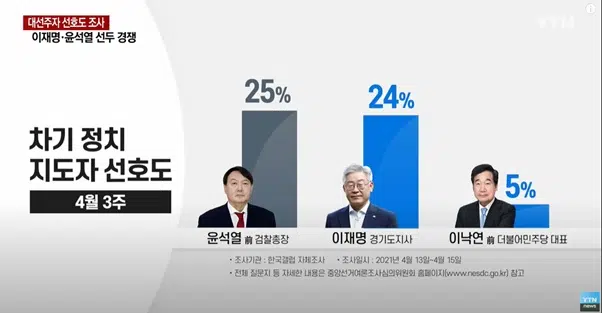 대선주자 선호도 조사
이재명·윤석열 선두 경쟁
YTN
차기 정치
지도자 선호도
4월 3주
25%
24%
5%
윤석열 前 검찰총장
이재명 경기도지사
이낙연 前 더불어민주당 대표
• 조사기관 : 한국갤럽 자체조사 • 조사일시 : 2021년 4월 13일~4월 15일
• 전체 질문지 등 자세한 내용은 중앙선거여론조사심의위원회 홈페이지(www.nesdc.go.kr) 참고
YTN